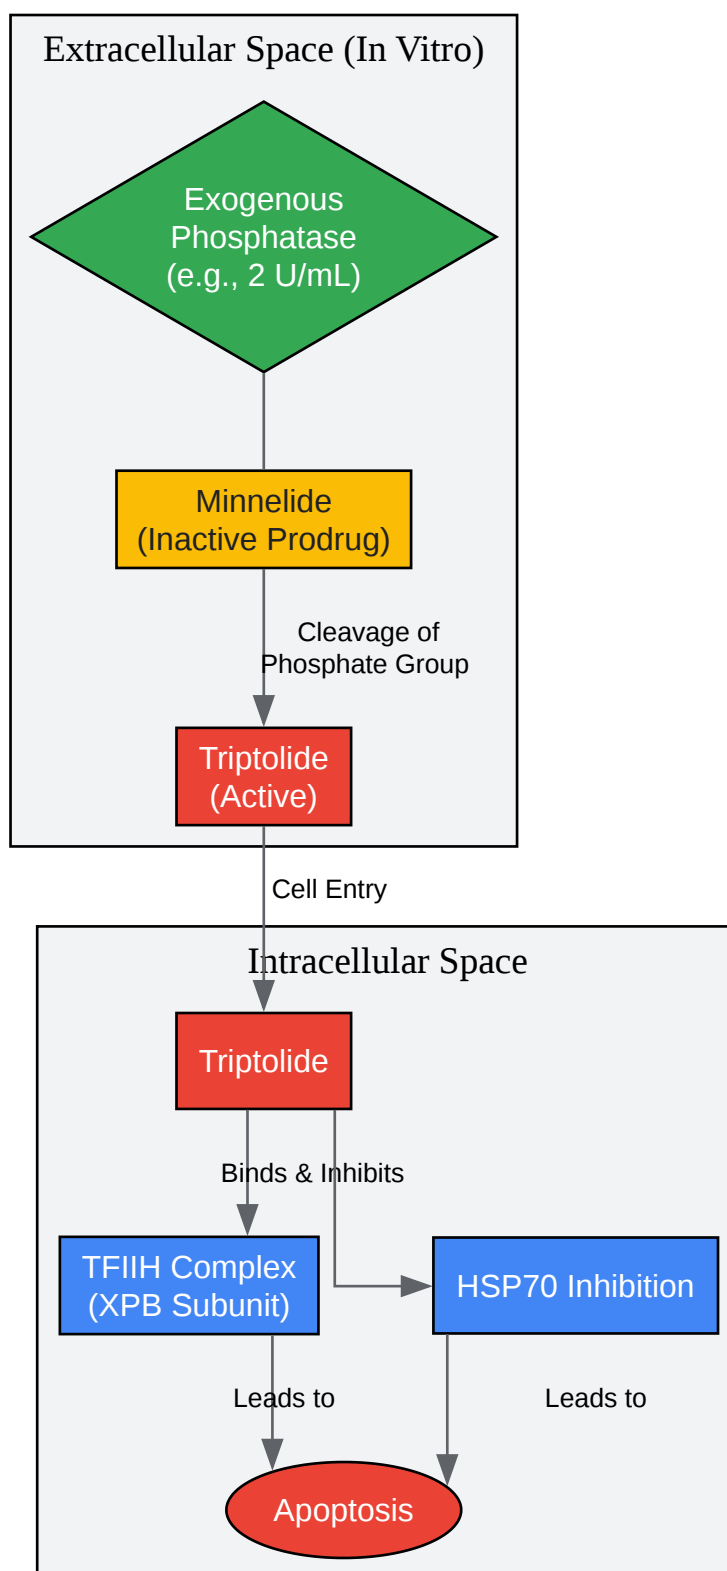 Extracellular Space (In Vitro)
Exogenous
Phosphatase
(e.g., 2 U/mL)
Minnelide
(Inactive Prodrug)
Cleavage of
Phosphate Group
Triptolide
(Active)
Cell Entry
Intracellular Space
Triptolide
Binds & Inhibits
TFIIH Complex
(XPB Subunit)
HSP70 Inhibition
Leads to
Leads to
Apoptosis